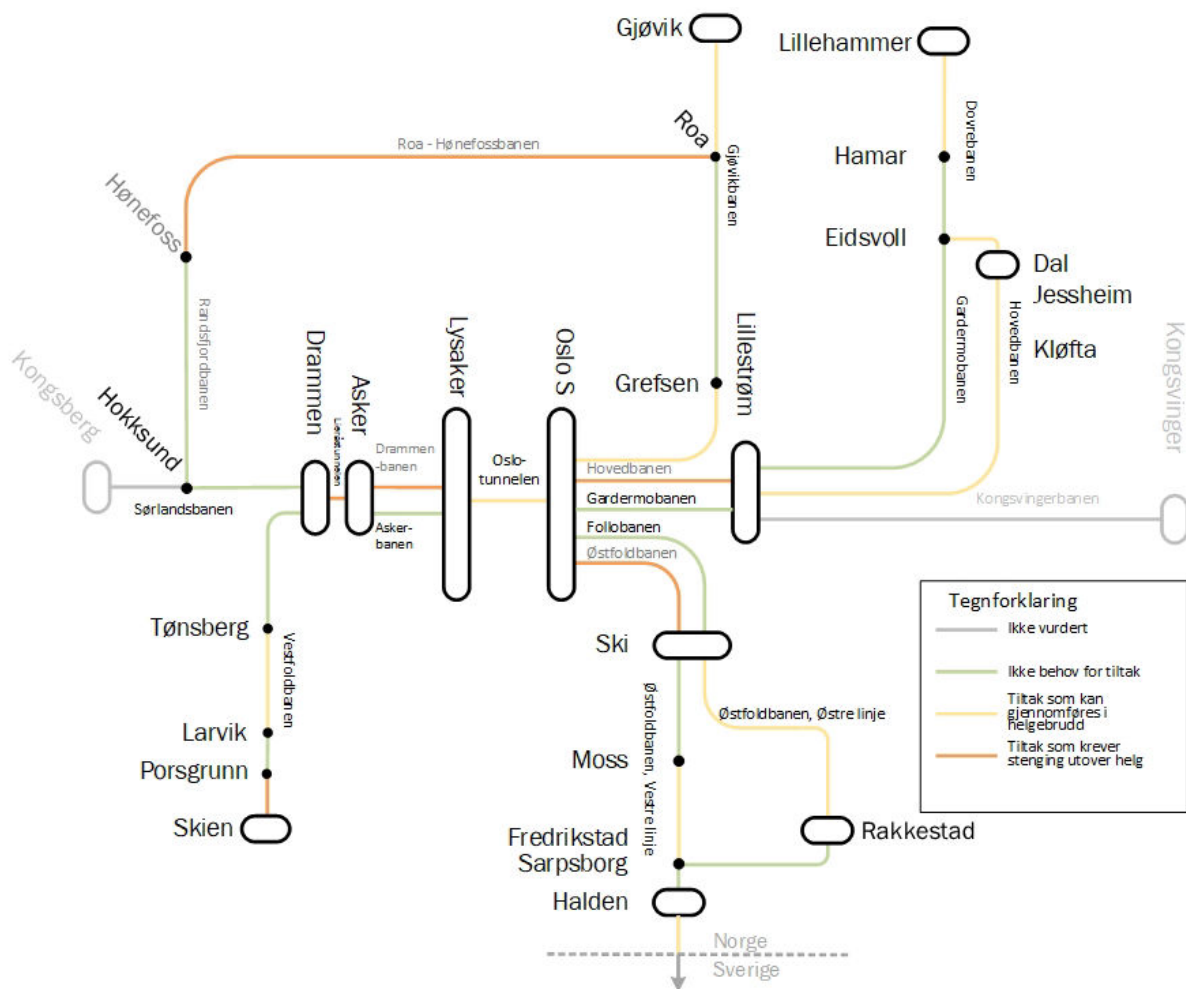 Gjøvik
Lillehammer
Roa
Roa - Hønefossbanen
Gjøvikbanen
Dovrebanen
Hamar
Hønefoss
Eidsvoll
Dal
Jessheim
Kløfta
Randsfjordbanen
Gardermobanen
Hovedbanen
Kongsberg
Hokksund
Drammen
Asker
Lysaker
Oslo S
Grefsen
Lillestrøm
Kongsvinger
Lieråstunnelen
Drammen
-banen
Oslo-
tunnelen
Hovedbanen
Gardermobanen
Kongsvingerbanen
Sørlandsbanen
Asker-
banen
Follobanen
Østfoldbanen
Tønsberg
Vestfoldbanen
Larvik
Porsgrunn
Skien
Ski
Østfoldbanen, Østre linje
Østfoldbanen, Vestre linje
Moss
Fredrikstad
Sarpsborg
Rakkestad
Halden
Norge
Sverige
Tegnforklaring
Ikke vurdert
Ikke behov for tiltak
Tiltak som kan
gjennomføres i
helgebrudd
Tiltak som krever
stenging utover helg